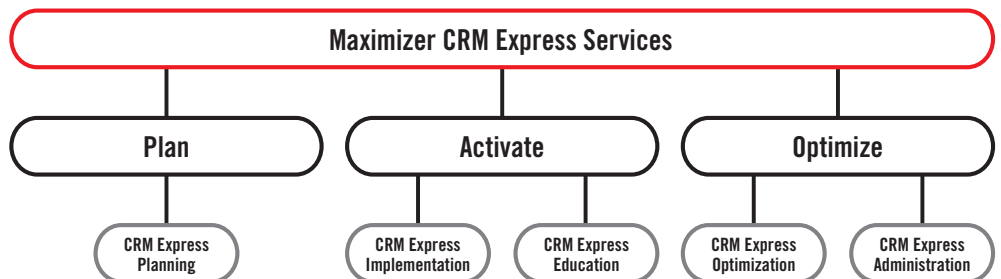 Maximizer CRM Express Services
Plan
Activate
Optimize
CRM Express
Planning
CRM Express
Implementation
CRM Express
Education
CRM Express
Optimization
CRM Express
Administration